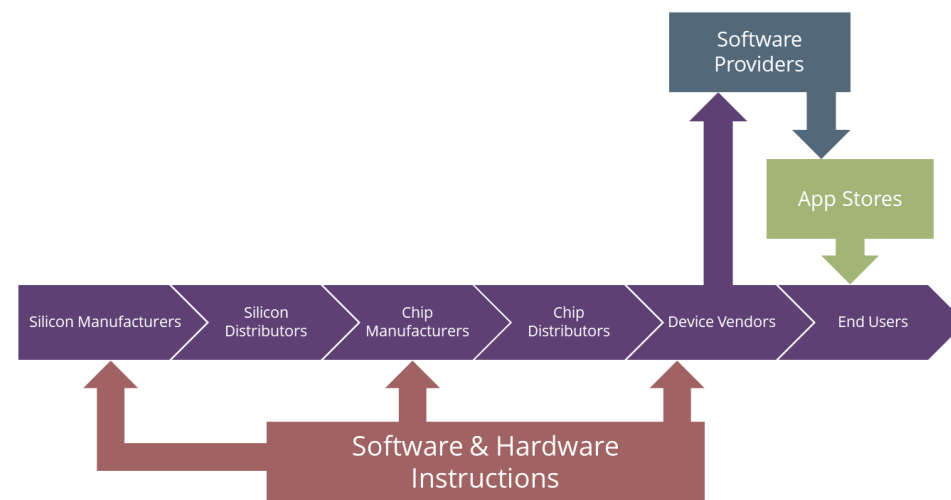 Software
Providers
App Stores
Silicon Manufacturers
Silicon
Distributors
Chip
Manufacturers
Chip
Distributors
Device Vendors
End Users
Software & Hardware
Instructions